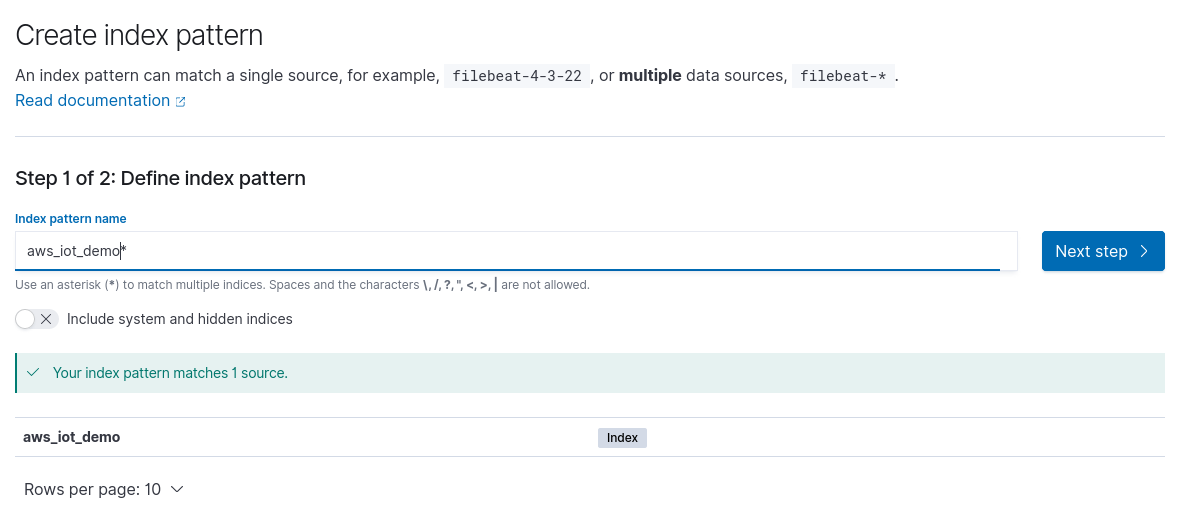 Create index pattern
An index pattern can match a single source, for example, filebeat-4-3-22 , or multiple data sources, filebeat-* .
Read documentation
Step 1 of 2: Define index pattern
Index pattern name
aws_iot_demo*
Next step
Use an asterisk (*) to match multiple indices. Spaces and the characters \, /, ?, ", <, >, | are not allowed.
Include system and hidden indices
Your index pattern matches 1 source.
aws_iot_demo Index
Rows per page: 10